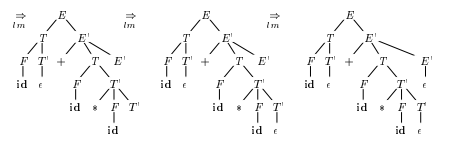 ⇒ E ⇒ E ⇒ E
lm lm lm
T E' T E' T E'
F T' + T E' F T' + T E' F T' + T E'
id ϵ F T' id ϵ F T' id ϵ F T' ϵ
id * F T' id * F T' id * F T'
id id ϵ id ϵ